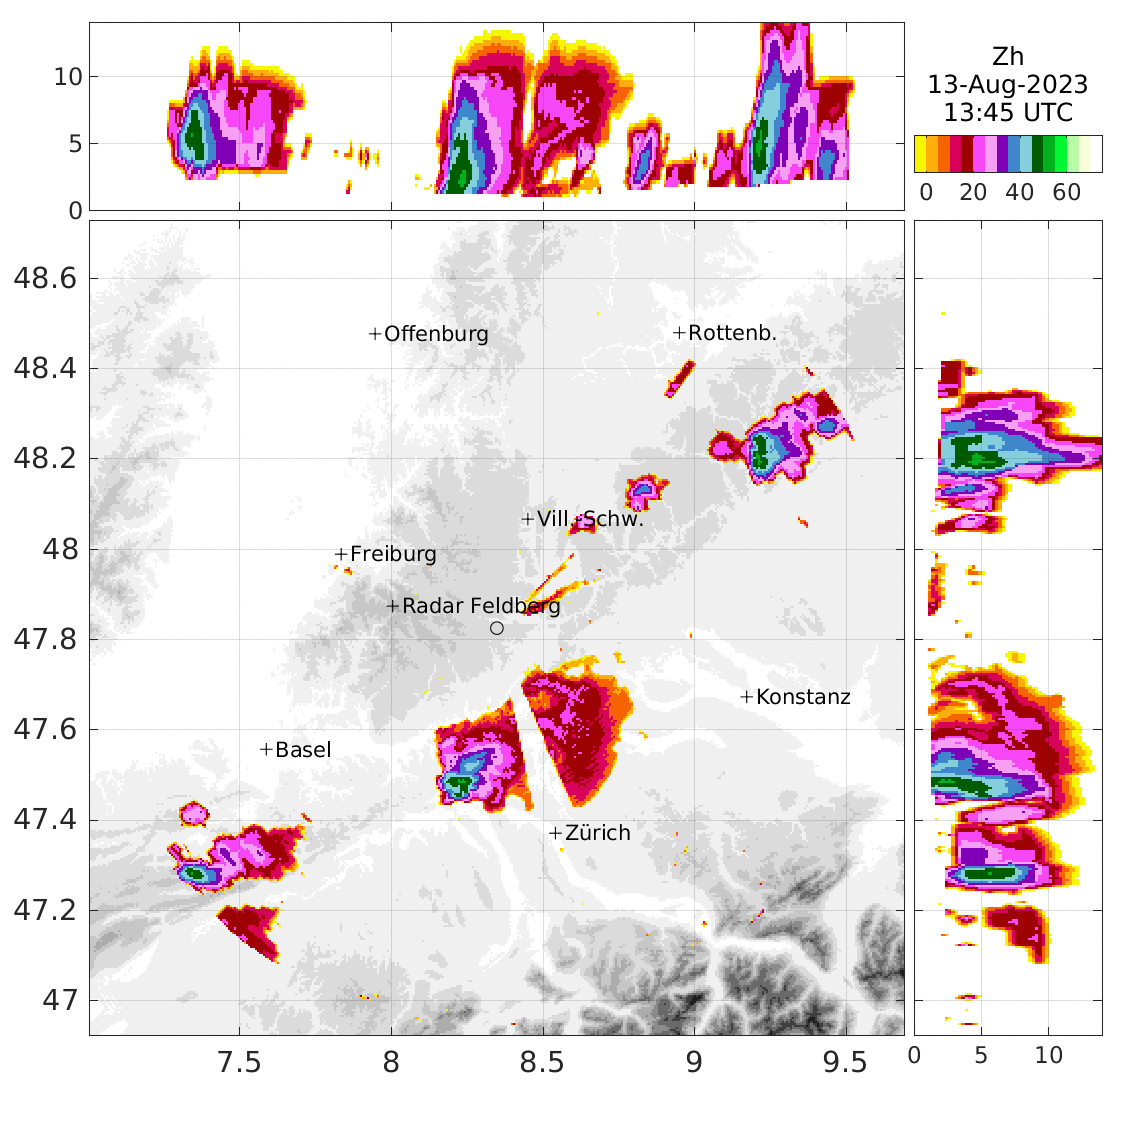 10
5
0
Zh
13-Aug-2023
13:45 UTC
0 20 40 60
48.6
48.4
48.2
48
47.8
47.6
47.4
47.2
47
+Offenburg
+Rottenb.
+Vill.-Schw.
+Freiburg
+Radar Feldberg
+Konstanz
+Basel
+Zürich
7.5 8 8.5 9 9.5
0 5 10